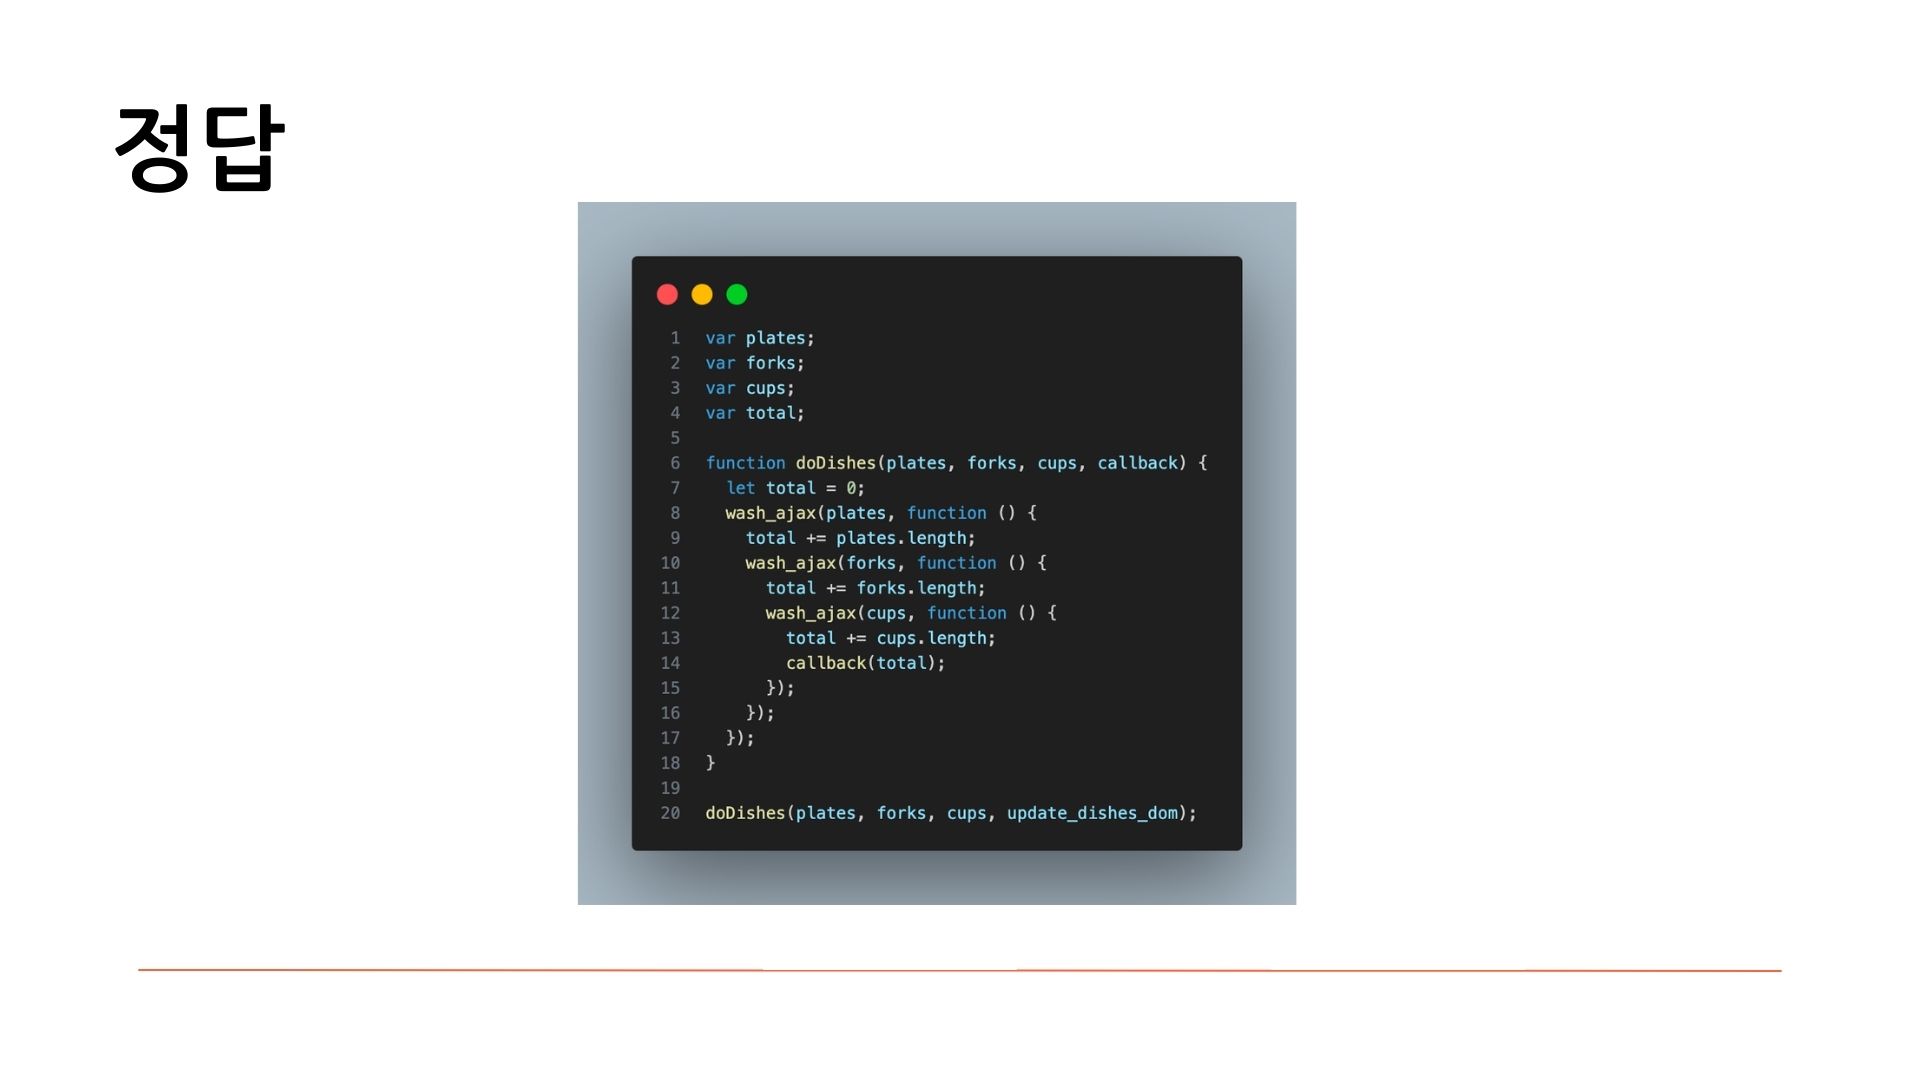 정답
1 var plates;
2 var forks;
3 var cups;
4 var total;
5
6 function doDishes(plates, forks, cups, callback) {
7   let total = 0;
8   wash_ajax(plates, function () {
9     total += plates.length;
10     wash_ajax(forks, function () {
11       total += forks.length;
12       wash_ajax(cups, function () {
13         total += cups.length;
14         callback(total);
15       });
16     });
17   });
18 }
19
20 doDishes(plates, forks, cups, update_dishes_dom);